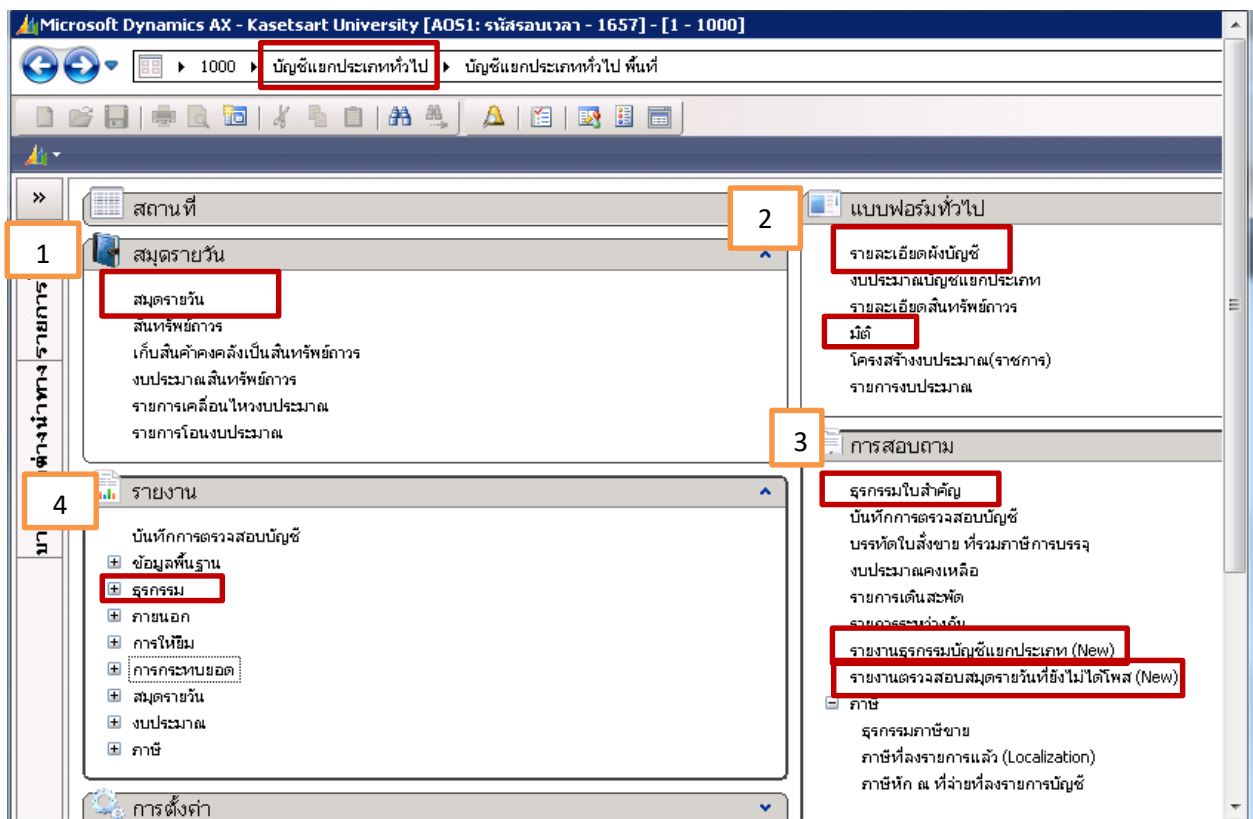 Microsoft Dynamics AX - Kasetsart University [AOS1: รหัสรอบเวลา - 1657] - [1 - 1000]
1000 บัญชีแยกประเภททั่วไป บัญชีแยกประเภททั่วไป พื้นที่
สถานที่
1
สมุดรายวัน
สมุดรายวัน
สินทรัพย์ถาวร
เก็บสินค้าคงคลังเป็นสินทรัพย์ถาวร
งบประมาณสินทรัพย์ถาวร
รายการเคลื่อนไหวงบประมาณ
รายการโอนงบประมาณ
4
รายงาน
บันทึกการตรวจสอบบัญชี
ข้อมูลพื้นฐาน
ธุรกรรม
ภายนอก
การให้ยืม
การกระทบยอด
สมุดรายวัน
งบประมาณ
ภาษี
การตั้งค่า
2
แบบฟอร์มทั่วไป
รายละเอียดผังบัญชี
งบประมาณบัญชีแยกประเภท
รายละเอียดสินทรัพย์ถาวร
มิติ
โครงสร้างงบประมาณ(ราชการ)
รายการงบประมาณ
3
การสอบถาม
ธุรกรรมใบสำคัญ
บันทึกการตรวจสอบบัญชี
บรรทัดใบสั่งขาย ที่รวมภาษีการบรรจุ
งบประมาณคงเหลือ
รายการเดินสะพัด
รายการระหว่างกัน
รายงานธุรกรรมบัญชีแยกประเภท (New)
รายงานตรวจสอบสมุดรายวันที่ยังไม่ได้โพส (New)
ภาษี
ธุรกรรมภาษีขาย
ภาษีที่ลงรายการแล้ว (Localization)
ภาษีหัก ณ ที่จ่ายที่ลงรายการบัญชี